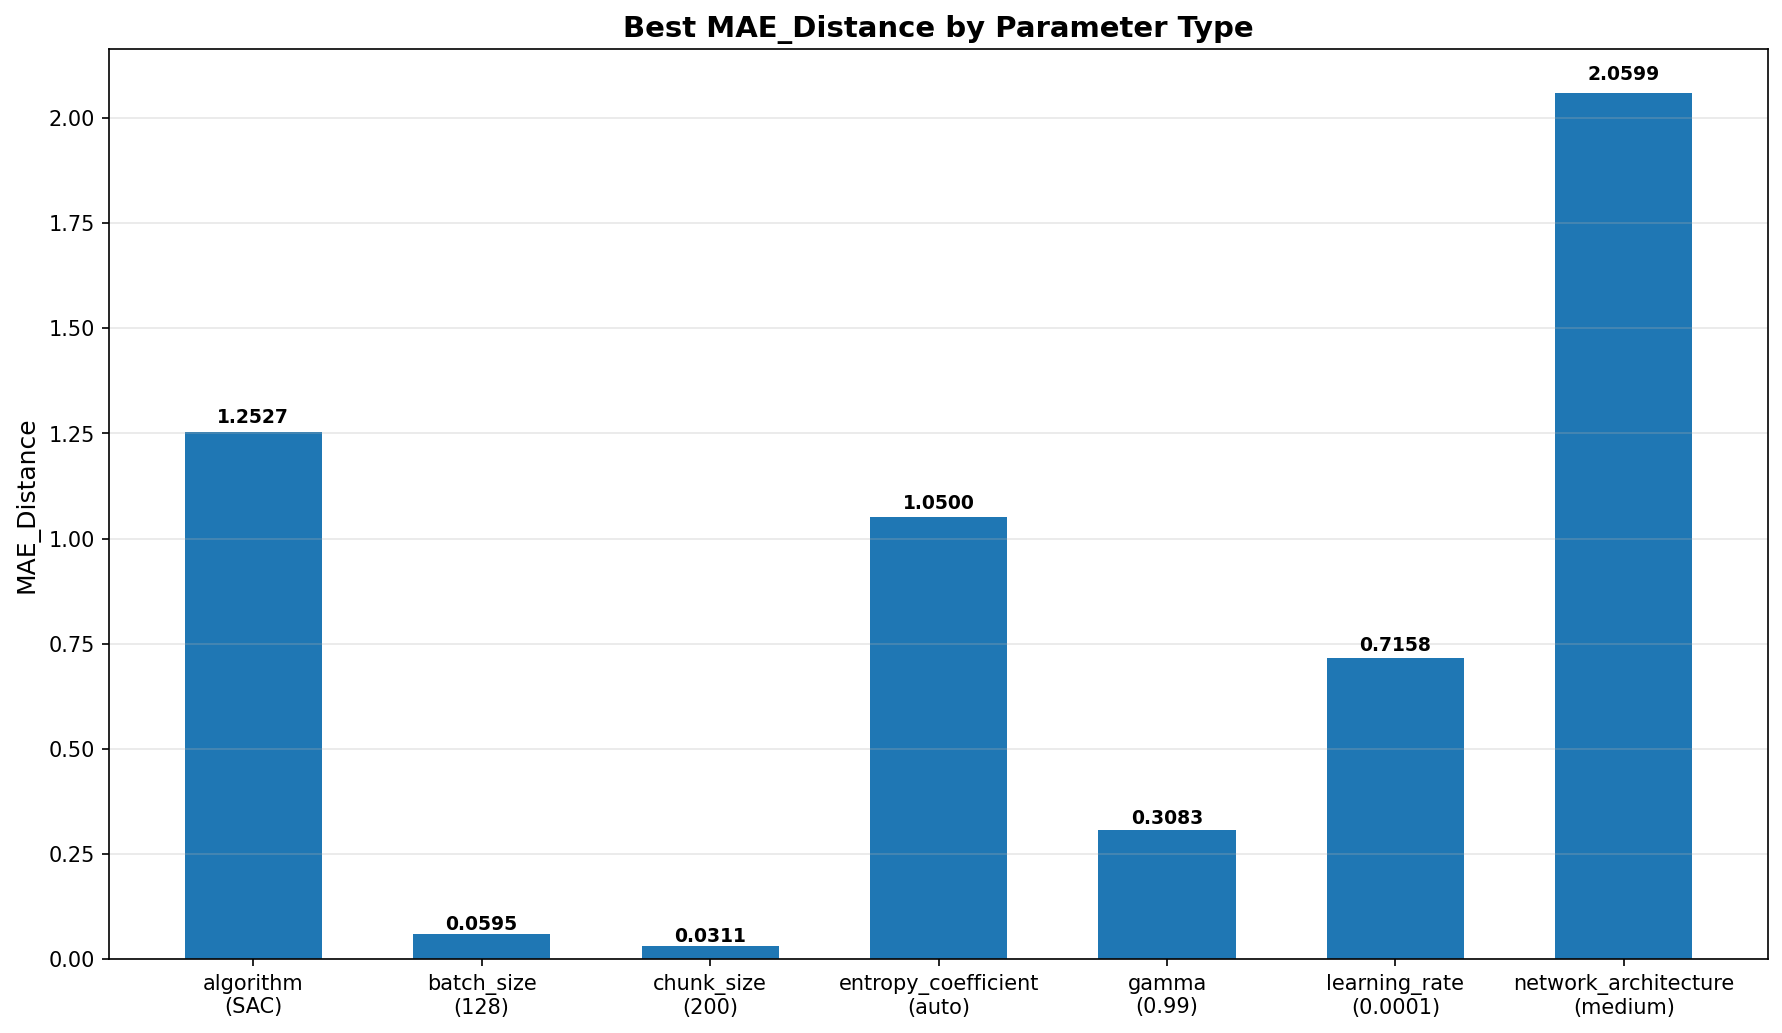 Best MAE_Distance by Parameter Type
MAE_Distance
2.00
1.75
1.50
1.25
1.00
0.75
0.50
0.25
0.00
1.2527
0.0595
0.0311
1.0500
0.3083
0.7158
2.0599
algorithm
(SAC)
batch_size
(128)
chunk_size
(200)
entropy_coefficient
(auto)
gamma
(0.99)
learning_rate
(0.0001)
network_architecture
(medium)